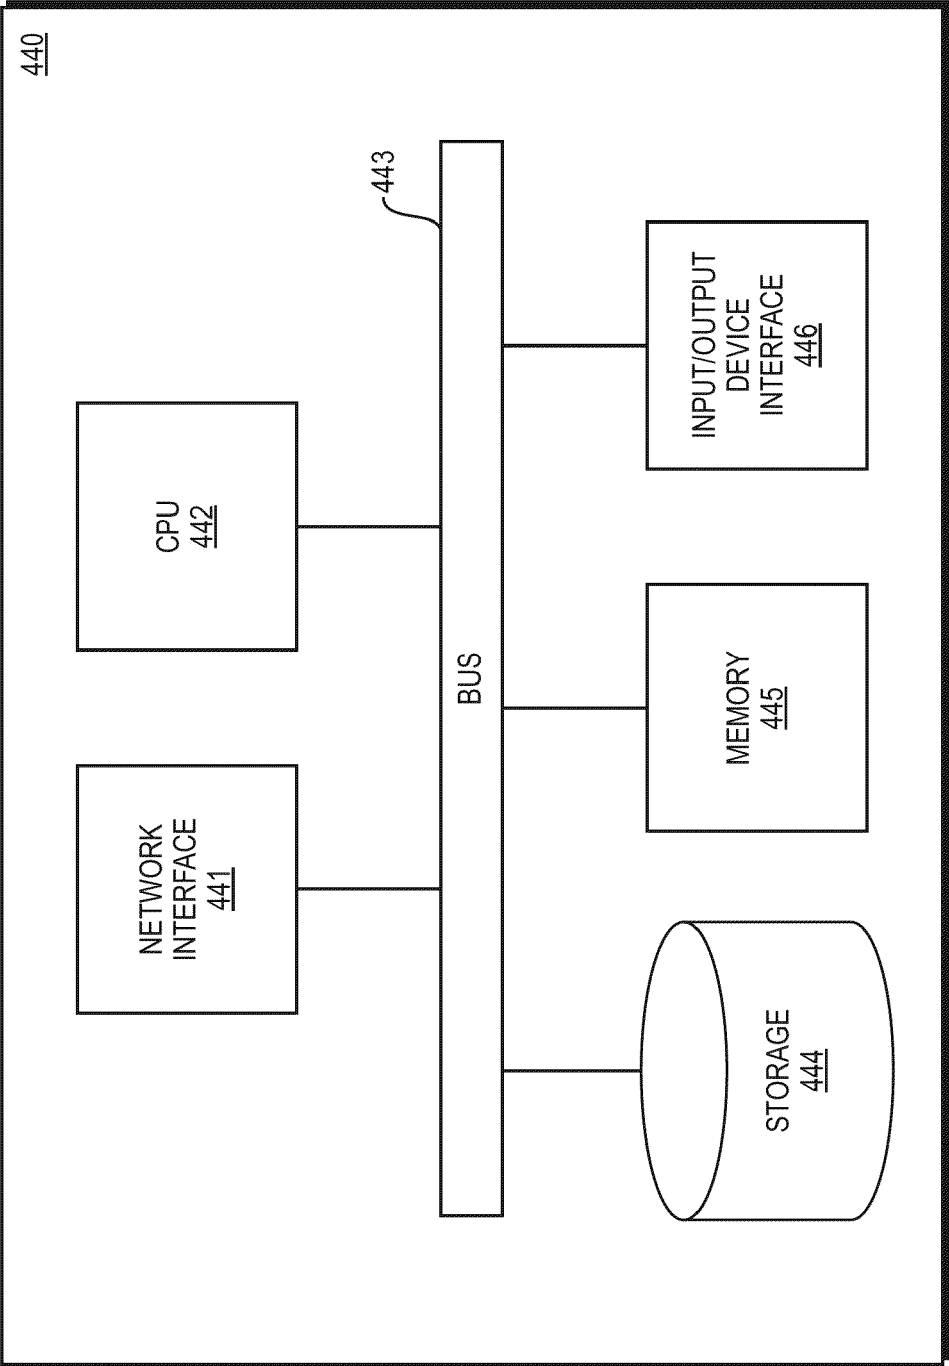 440
NETWORK
INTERFACE
441
CPU
442
443
BUS
STORAGE
444
MEMORY
445
INPUT/OUTPUT
DEVICE
INTERFACE
446